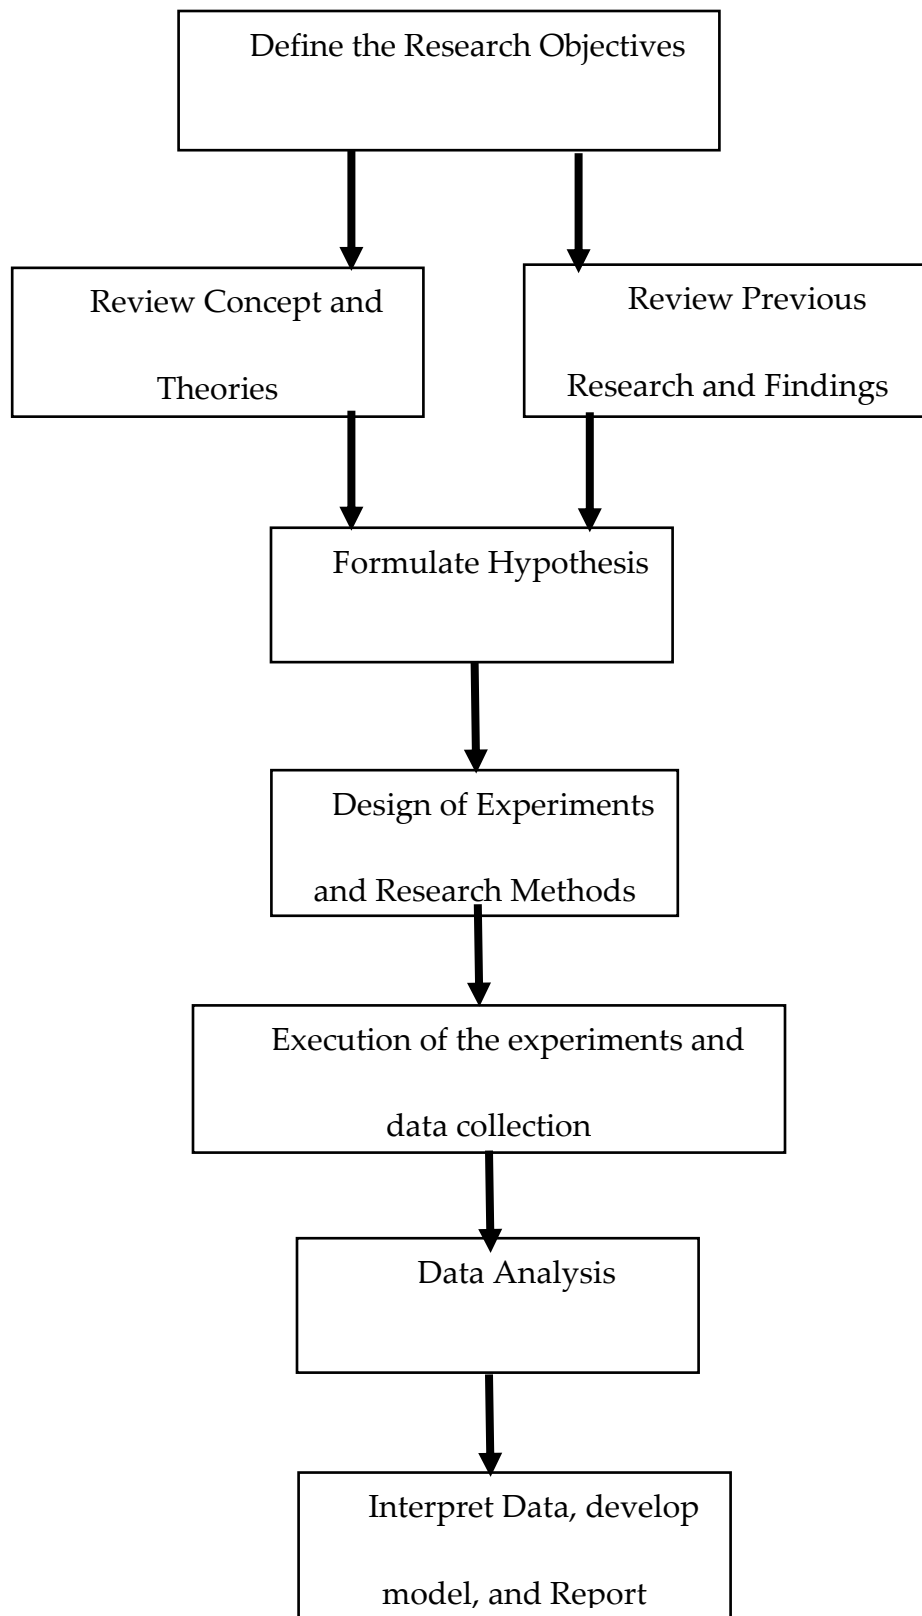 Define the Research Objectives
Review Concept and
Theories
Review Previous
Research and Findings
Formulate Hypothesis
Design of Experiments
and Research Methods
Execution of the experiments and
data collection
Data Analysis
Interpret Data, develop
model, and Report